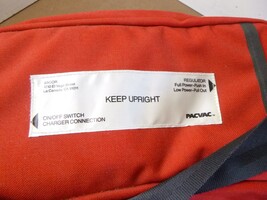 REGULATOR
Full Power-Push In
Low Power-Pull Out
KEEP UPRIGHT
ON/OFF SWITCH
CHARGER CONNECTION
PACVAC